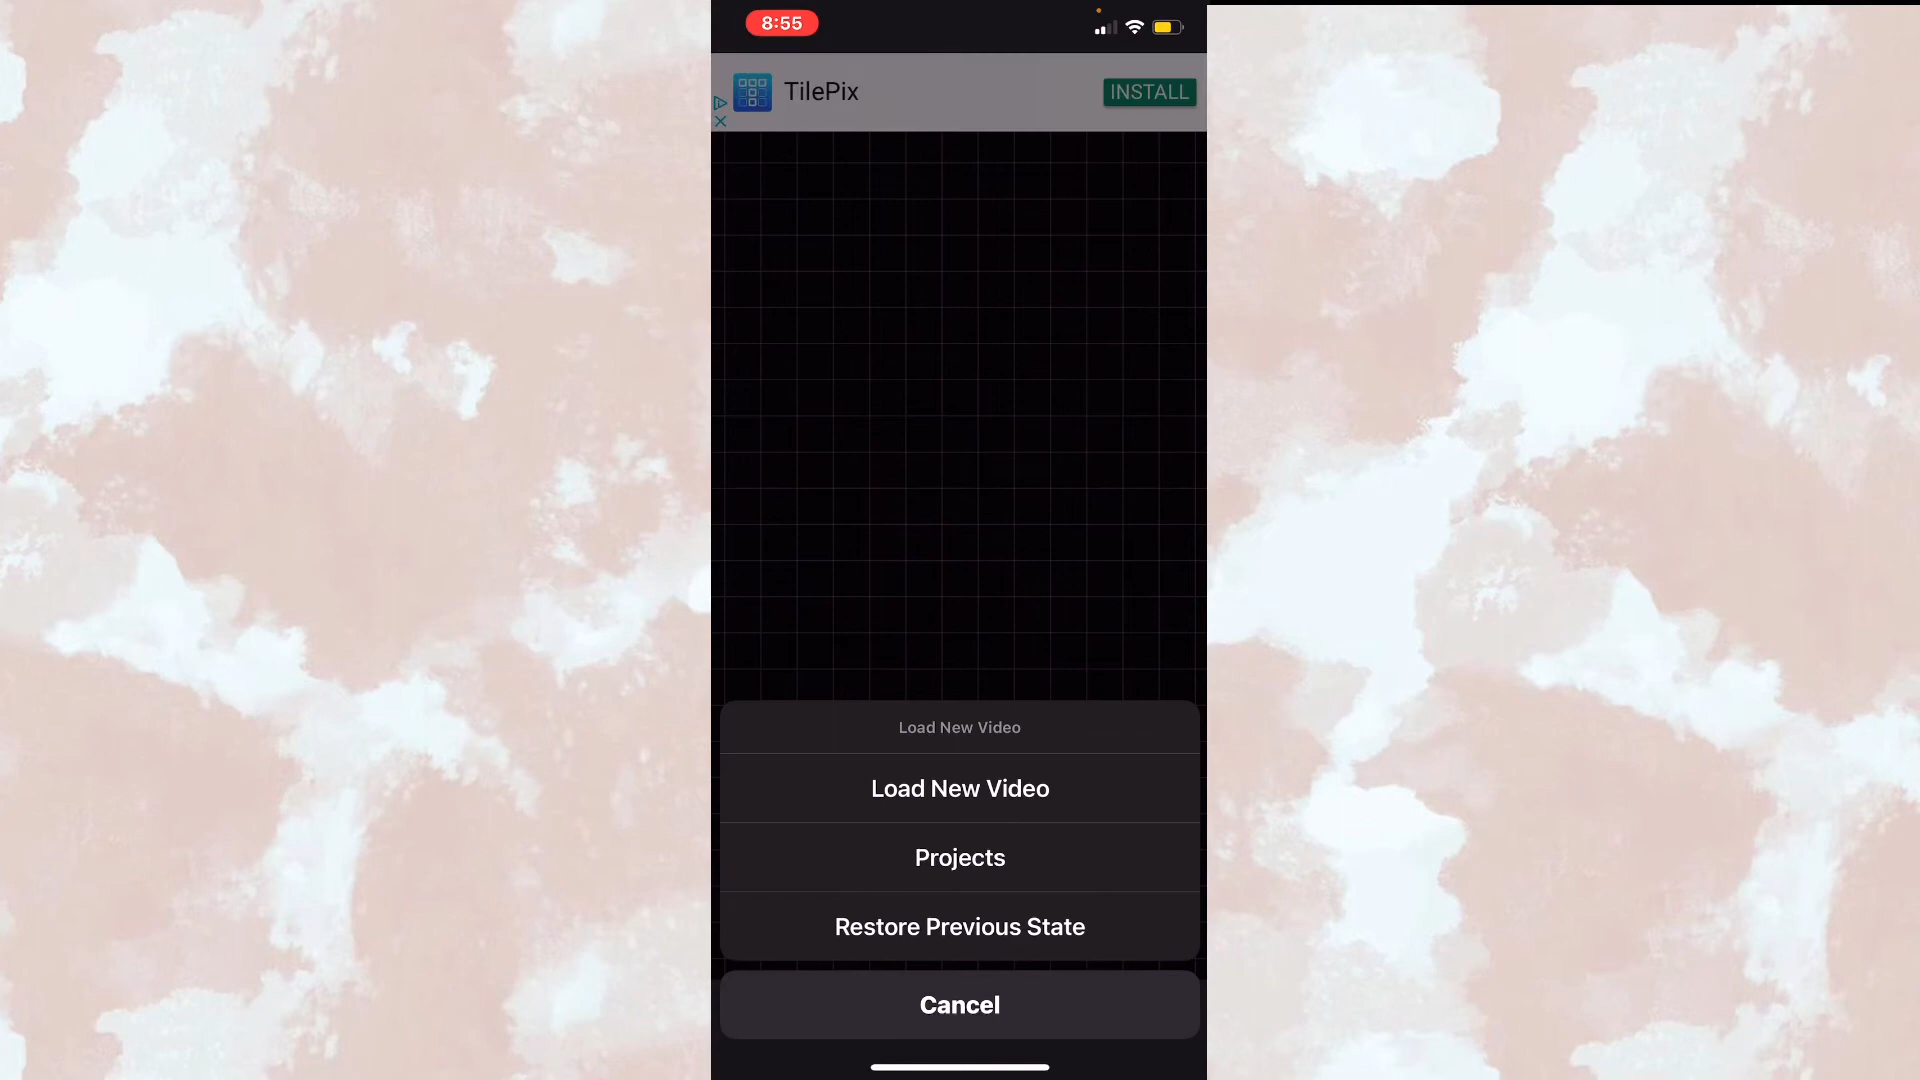 8:55
TilePix
INSTALL
Load New Video
Load New Video
Projects
Restore Previous State
Cancel